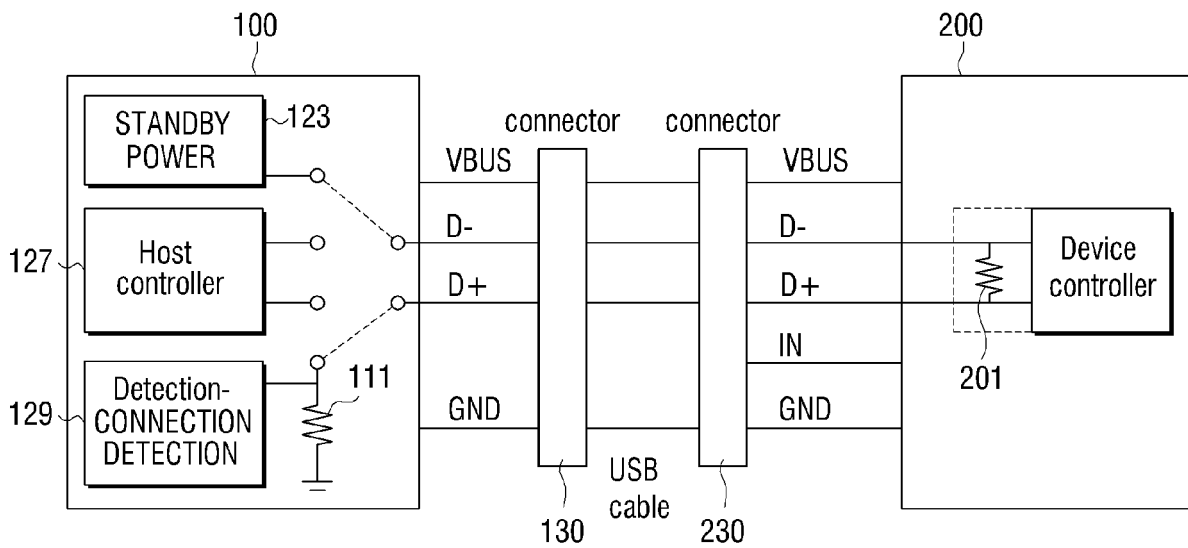 100
200
STANDBY
POWER
123
connector
connector
VBUS
VBUS
Host
controller
127
D-
D-
D+
D+
Device
controller
IN
201
Detection-
CONNECTION
DETECTION
129
111
GND
GND
USB
cable
130
230